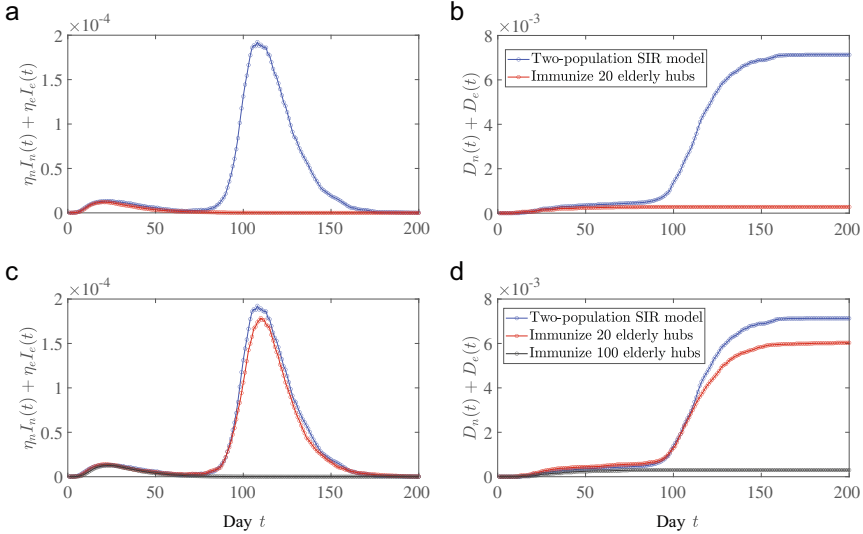 a
×10⁻⁴
2
1.5
1
0.5
0
0 50 100 150 200
ηₙIₙ(t) + ηₑIₑ(t)
b
×10⁻³
8
6
4
2
0
0 50 100 150 200
Dₙ(t) + Dₑ(t)
Two-population SIR model
Immunize 20 elderly hubs
c
×10⁻⁴
2
1.5
1
0.5
0
0 50 100 150 200
ηₙIₙ(t) + ηₑIₑ(t)
Day t
d
×10⁻³
8
6
4
2
0
0 50 100 150 200
Dₙ(t) + Dₑ(t)
Two-population SIR model
Immunize 20 elderly hubs
Immunize 100 elderly hubs
Day t